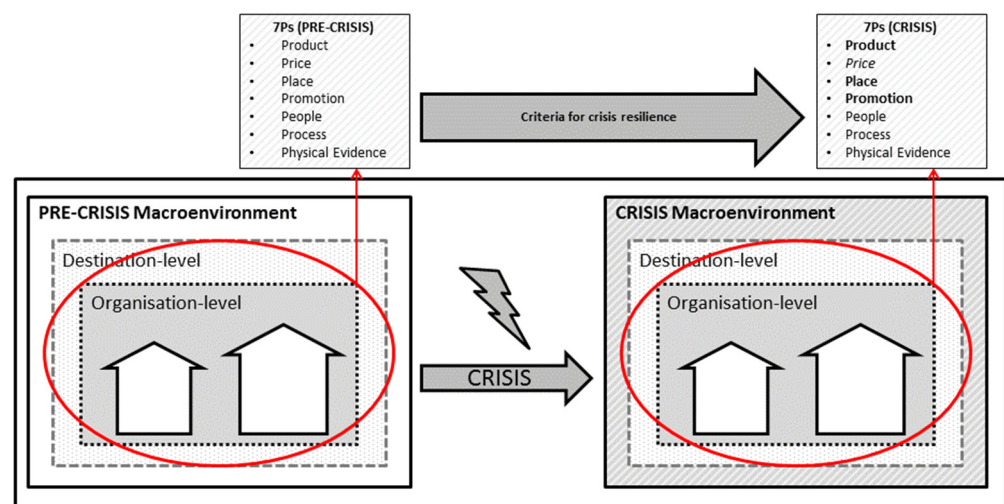 7Ps (PRE-CRISIS)
• Product
• Price
• Place
• Promotion
• People
• Process
• Physical Evidence
Criteria for crisis resilience
7Ps (CRISIS)
• Product
• Price
• Place
• Promotion
• People
• Process
• Physical Evidence
PRE-CRISIS Macroenvironment
Destination-level
Organisation-level
CRISIS
CRISIS Macroenvironment
Destination-level
Organisation-level